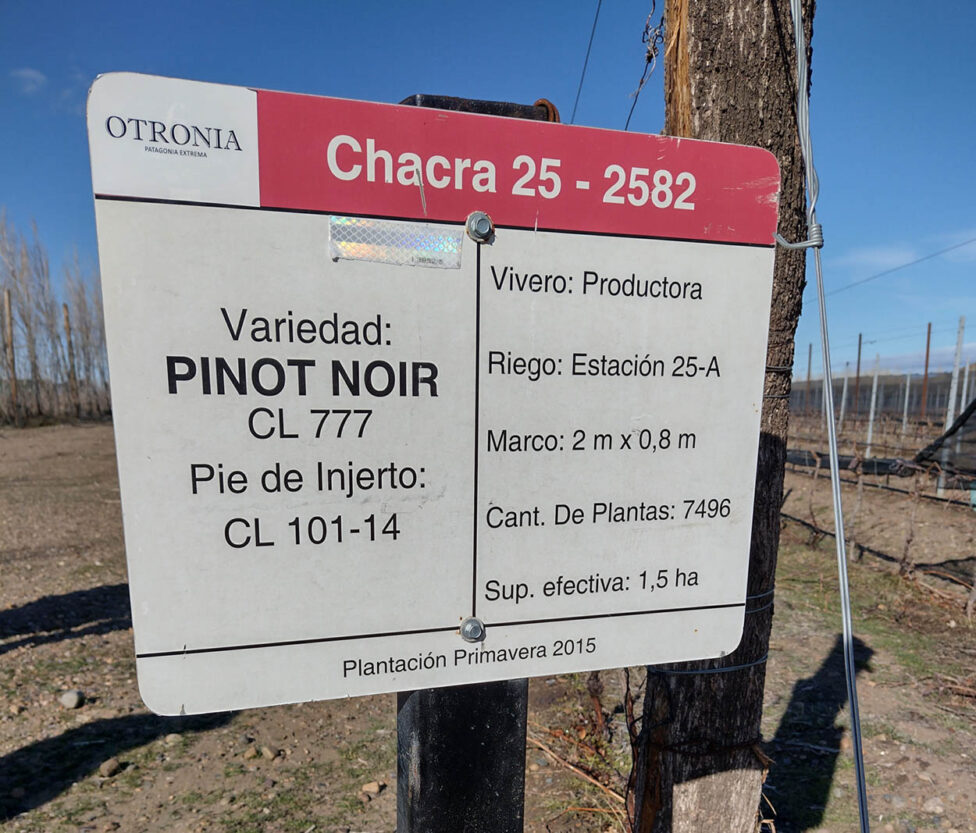 OTRONIA
PATAGONIA EXTREMA
Chacra 25 - 2582
Variedad:
PINOT NOIR
CL 777
Pie de Injerto:
CL 101-14
Vivero: Productora
Riego: Estación 25-A
Marco: 2 m x 0,8 m
Cant. De Plantas: 7496
Sup. efectiva: 1,5 ha
Plantación Primavera 2015